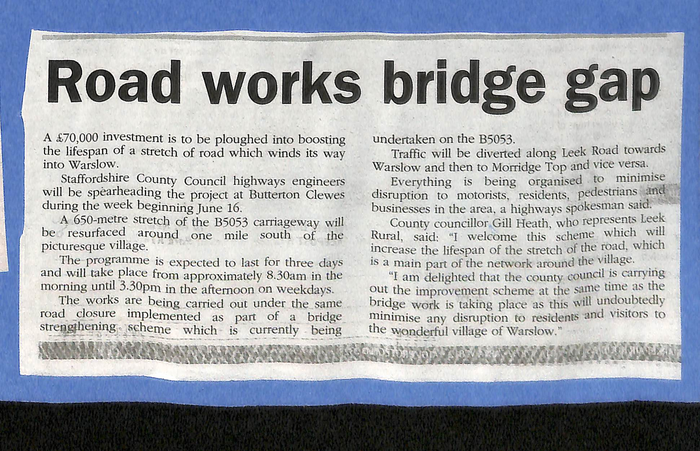 Road works bridge gap
A £70,000 investment is to be ploughed into boosting
the lifespan of a stretch of road which winds its way
into Warslow.
Staffordshire County Council highways engineers
will be spearheading the project at Butterton Clewes
during the week beginning June 16.
A 650-metre stretch of the B5053 carriageway will
be resurfaced around one mile south of the
picturesque village.
The programme is expected to last for three days
and will take place from approximately 8.30am in the
morning until 3.30pm in the afternoon on weekdays.
The works are being carried out under the same
road closure implemented as part of a bridge
strengthening scheme which is currently being
undertaken on the B5053.
Traffic will be diverted along Leek Road towards
Warslow and then to Morridge Top and vice versa.
Everything is being organised to minimise
disruption to motorists, residents, pedestrians and
businesses in the area, a highways spokesman said.
County councillor Gill Heath, who represents Leek
Rural, said: "I welcome this scheme which will
increase the lifespan of the stretch of the road, which
is a main part of the network around the village.
"I am delighted that the county council is carrying
out the improvement scheme at the same time as the
bridge work is taking place as this will undoubtedly
minimise any disruption to residents and visitors to
the wonderful village of Warslow."